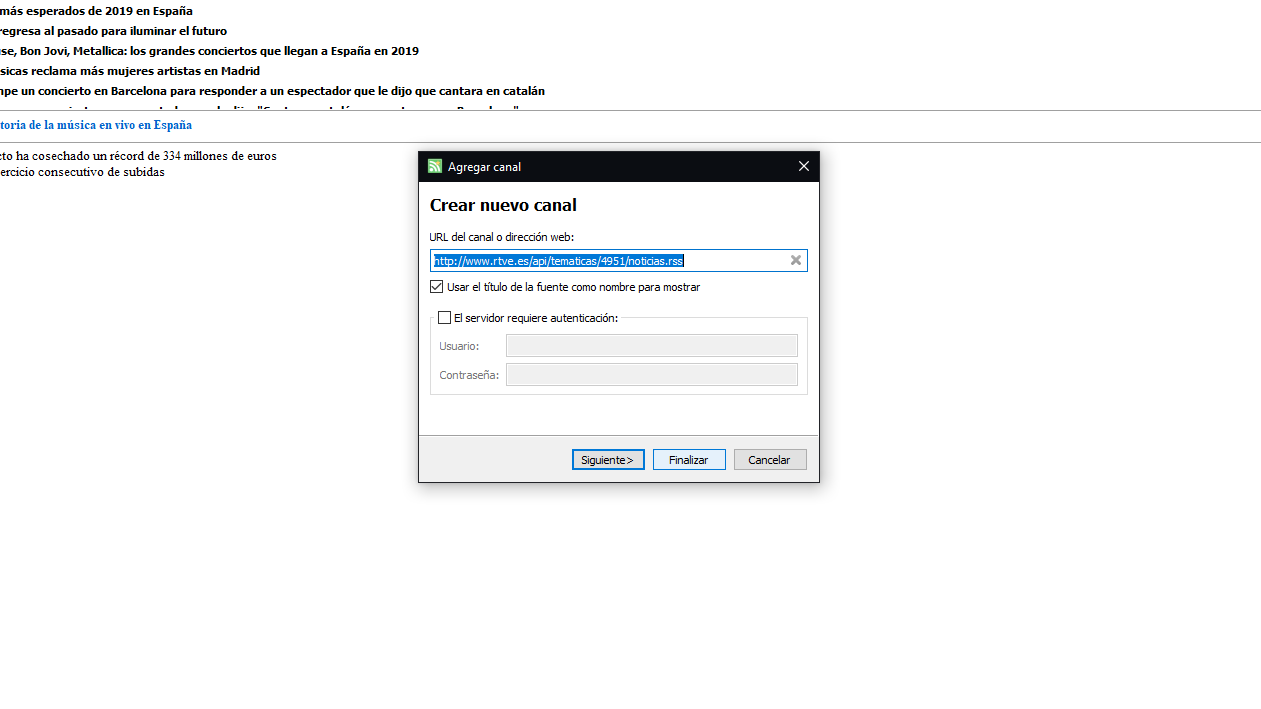 más esperados de 2019 en España
regresa al pasado para iluminar el futuro
se, Bon Jovi, Metallica: los grandes conciertos que llegan a España en 2019
sicas reclama más mujeres artistas en Madrid
mpe un concierto en Barcelona para responder a un espectador que le dijo que cantara en catalán
toria de la música en vivo en España
cto ha cosechado un récord de 334 millones de euros
ercicio consecutivo de subidas
Agregar canal
Crear nuevo canal
URL del canal o dirección web:
http://www.rtve.es/api/tematicas/4951/noticias.rss
Usar el título de la fuente como nombre para mostrar
El servidor requiere autenticación:
Usuario:
Contraseña:
Siguiente> Finalizar Cancelar